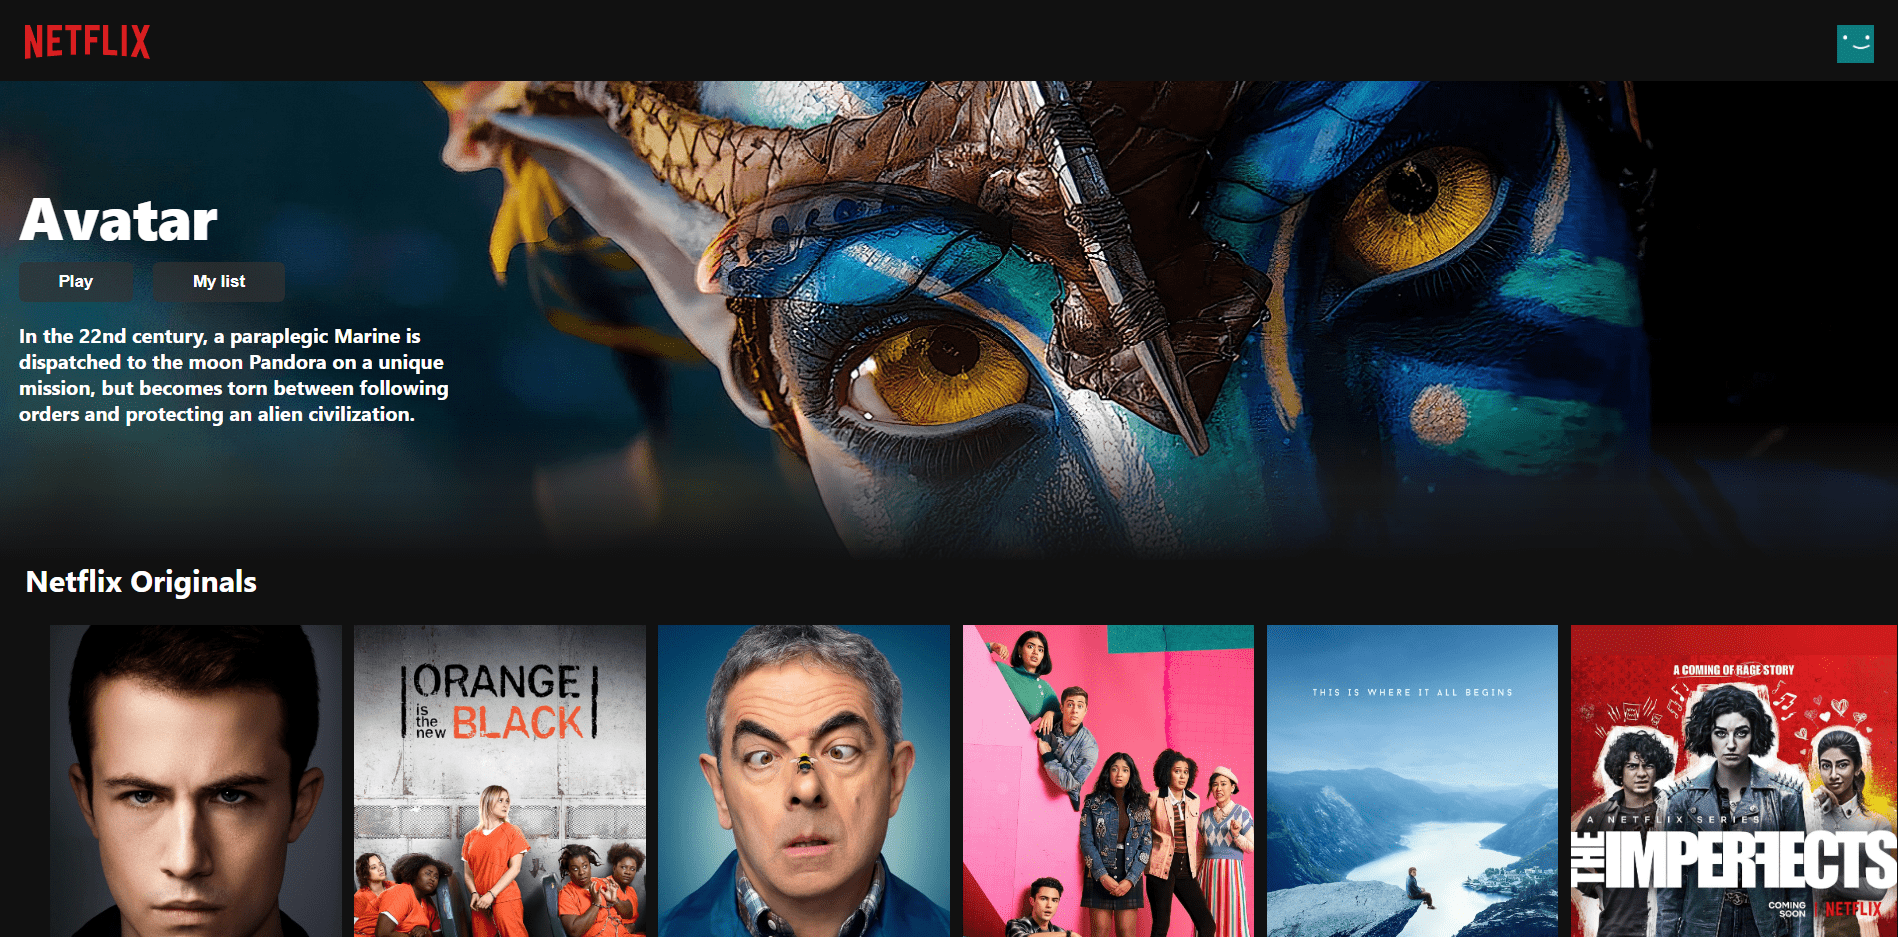 NETFLIX
Avatar
Play
My list
In the 22nd century, a paraplegic Marine is
dispatched to the moon Pandora on a unique
mission, but becomes torn between following
orders and protecting an alien civilization.
Netflix Originals
ORANGE
is
the
new
BLACK
THIS IS WHERE IT ALL BEGINS
A COMING OF RAGE STORY
A NETFLIX SERIES
THE IMPERFECTS
COMING
SOON
NETFLIX